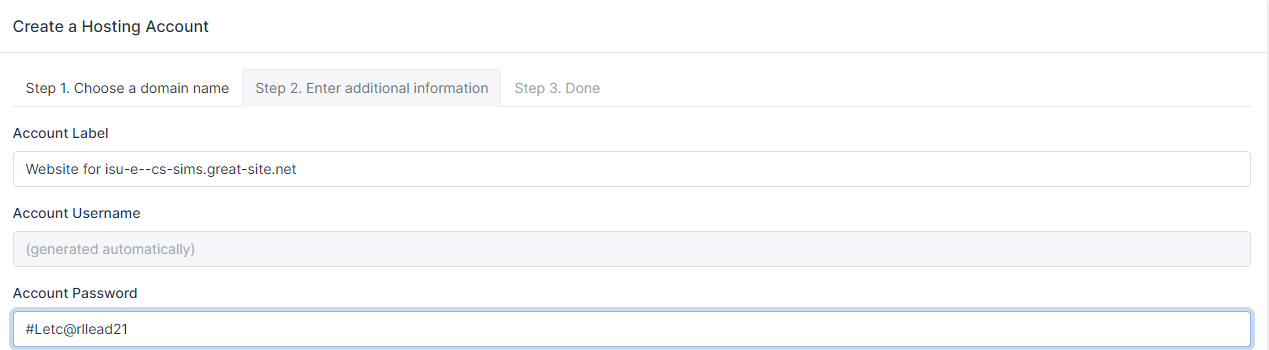 Create a Hosting Account
Step 1. Choose a domain name Step 2. Enter additional information Step 3. Done
Account Label
Website for isu-e--cs-sims.great-site.net
Account Username
(generated automatically)
Account Password
#Letc@rllead21